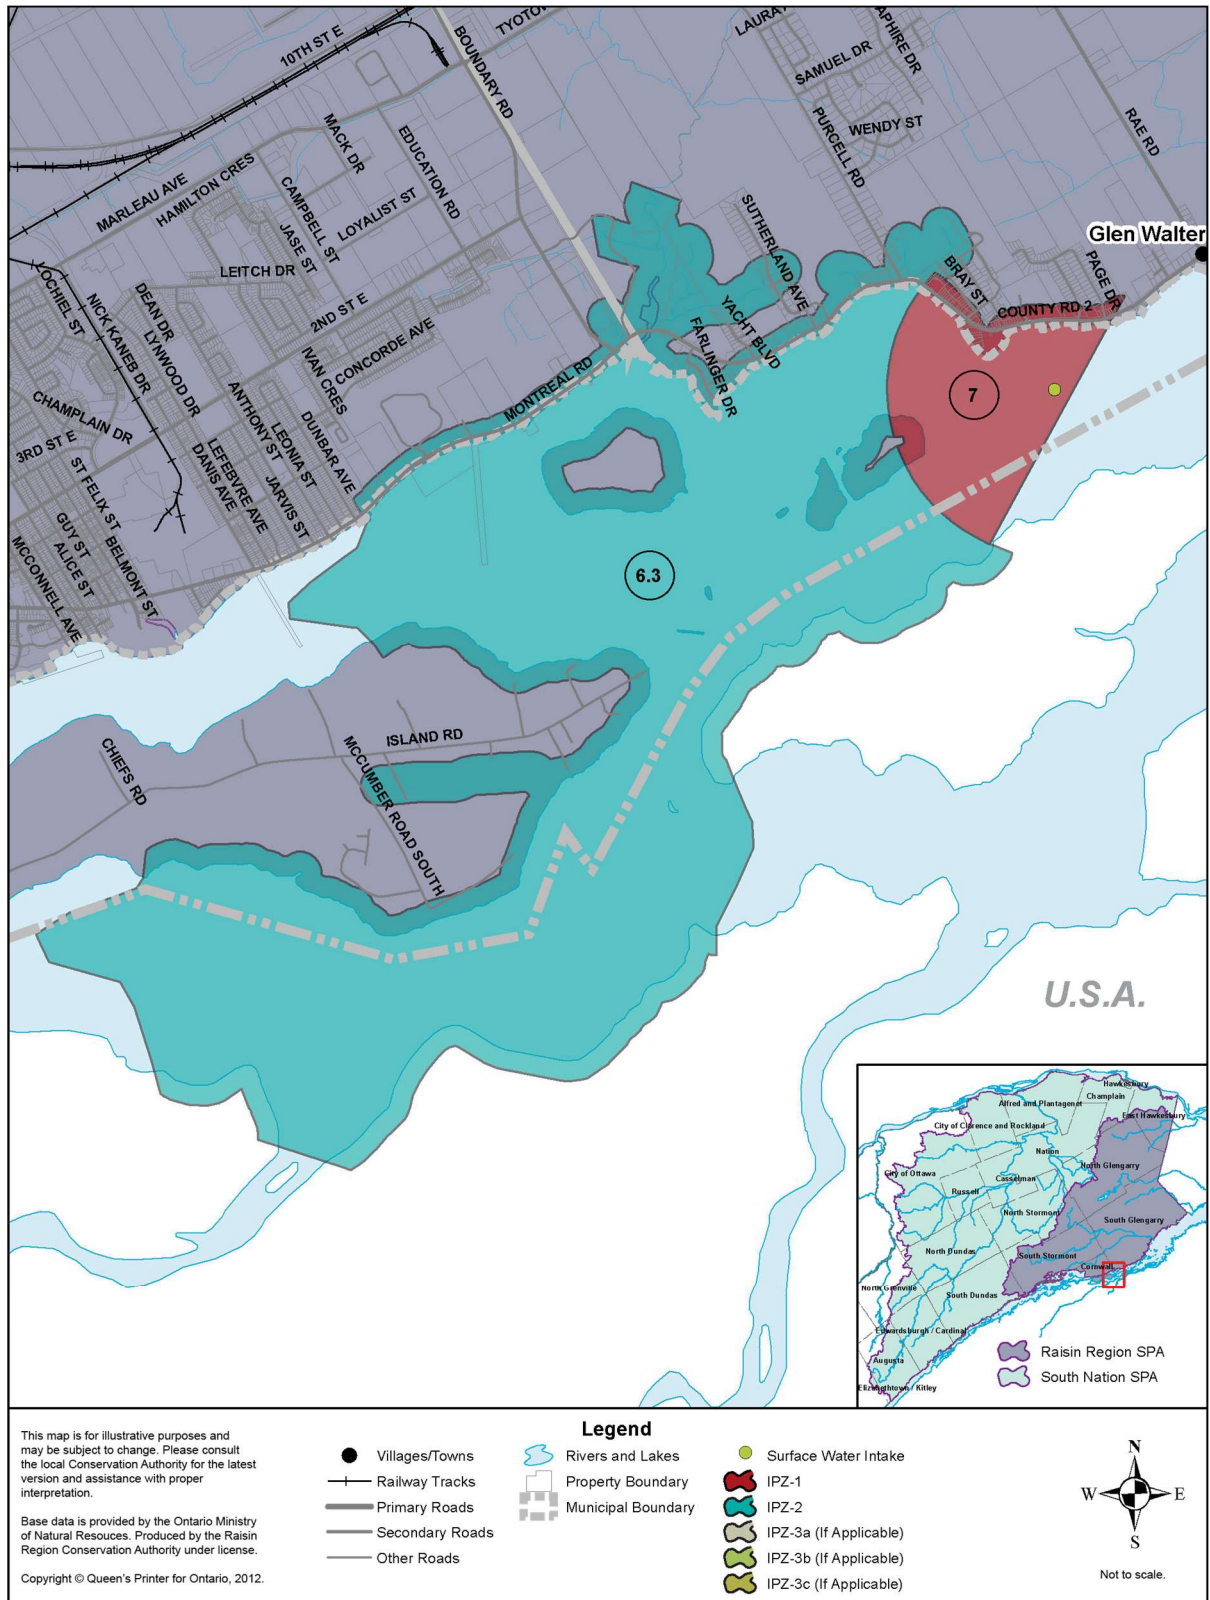 10TH ST E
BOUNDARY RD
TYOTO
LAURA
SAMUEL DR
APHIRE DR
WENDY ST
PURCELL RD
RAE RD
MACK DR
EDUCATION RD
MARLEAU AVE
HAMILTON CRES
CAMPBELL ST
LOYALIST ST
JASE ST
SUTHERLAND AVE
Glen Walter
LEITCH DR
BRAY ST
PAGE DR
LOCHIEL ST
NICK KANEB DR
DEAN DR
LYNWOOD DR
2ND ST E
IVAN CRES
CONCORDE AVE
FARLINGER DR
YACHT BLVD
COUNTY RD 2
MONTREAL RD
7
CHAMPLAIN DR
3RD ST E
ANTHONY ST
LEONIA ST
DUNBAR AVE
ST FELIX ST
LEFEBVRE AVE
DANIS AVE
JARVIS ST
GUY ST
ALICE ST
BELMONT ST
MCCONNELL AVE
6.3
CHIEFS RD
ISLAND RD
MCCUMBER ROAD SOUTH
U.S.A.
Hawkesbury
Champlain
Alfred and Plantagenet
East Hawkesbury
City of Clarence and Rockland
Nation
City of Ottawa
Casselman
North Glengarry
Russell
North Stormont
South Glengarry
North Dundas
South Stormont
Cornwall
North Grenville
South Dundas
Edwardsburgh / Cardinal
Augusta
Elizabethtown / Kitley
Raisin Region SPA
South Nation SPA
This map is for illustrative purposes and
may be subject to change. Please consult
the local Conservation Authority for the latest
version and assistance with proper
interpretation.
Base data is provided by the Ontario Ministry
of Natural Resouces. Produced by the Raisin
Region Conservation Authority under license.
Copyright © Queen's Printer for Ontario, 2012.
Legend
Villages/Towns
Railway Tracks
Primary Roads
Secondary Roads
Other Roads
Rivers and Lakes
Property Boundary
Municipal Boundary
Surface Water Intake
IPZ-1
IPZ-2
IPZ-3a (If Applicable)
IPZ-3b (If Applicable)
IPZ-3c (If Applicable)
N
W
E
S
Not to scale.